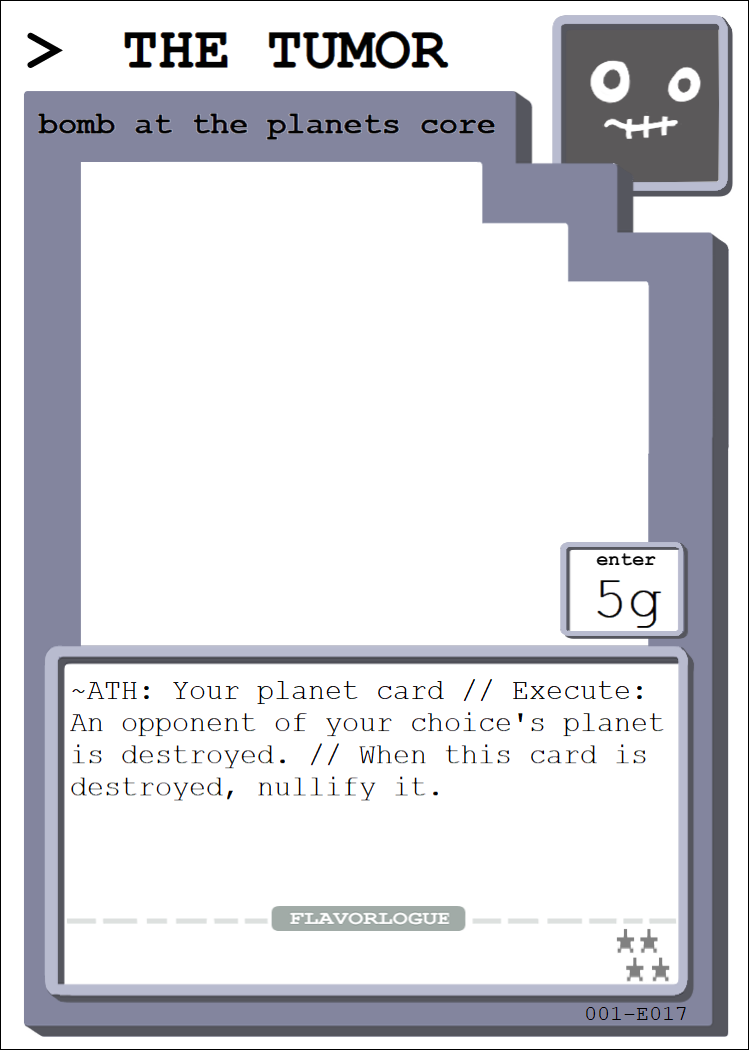 > THE TUMOR
bomb at the planets core
enter
5g
~ATH: Your planet card // Execute:
An opponent of your choice's planet
is destroyed. // When this card is
destroyed, nullify it.
FLAVORLOGUE
001-E017